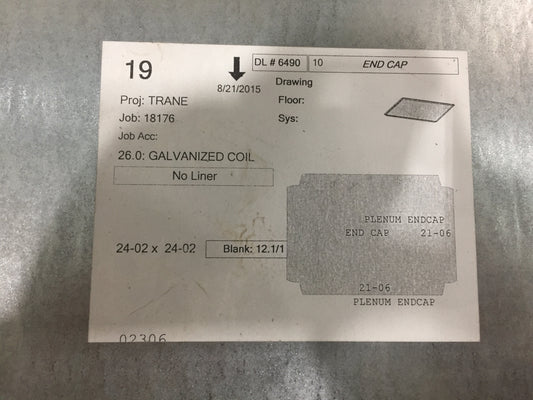 19
8/21/2015
DL # 6490
10
END CAP
Proj: TRANE
Drawing
Job: 18176
Floor:
Job Acc:
Sys:
26.0: GALVANIZED COIL
No Liner
PLENUM ENDCAP
END CAP 21-06
24-02 x 24-02
Blank: 12.1/1
21-06
PLENUM ENDCAP
02306